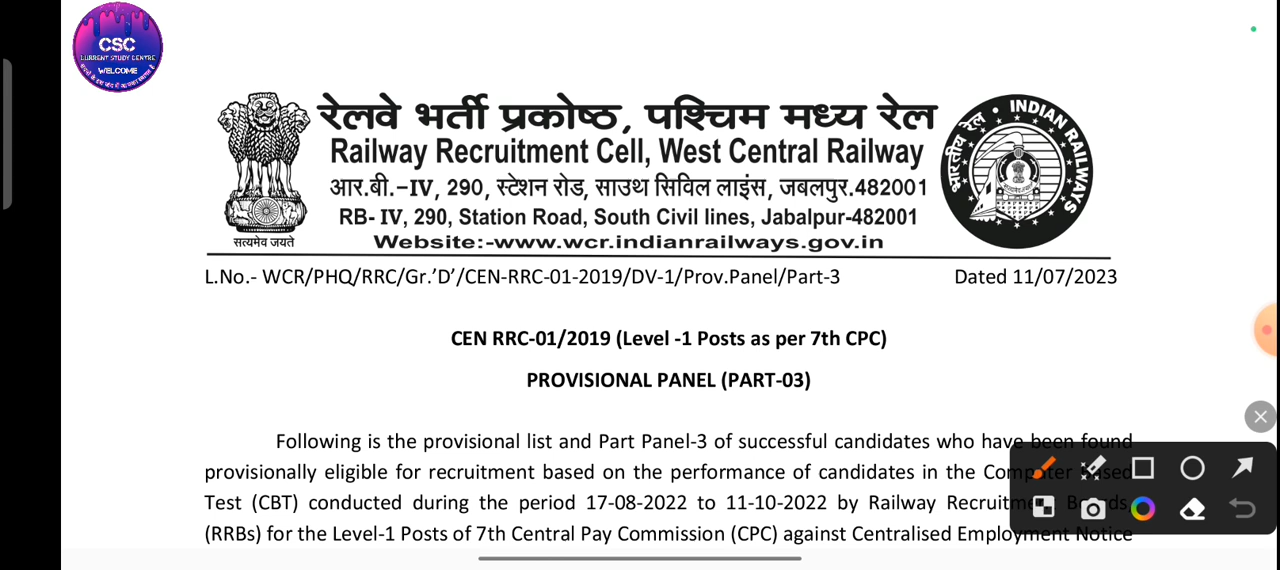 CSC
CURRENT STUDY CENTRE
WELCOME
रेलवे भर्ती प्रकोष्ठ, पश्चिम मध्य रेल
Railway Recruitment Cell, West Central Railway
आर.बी.–IV, 290, स्टेशन रोड, साउथ सिविल लाइंस, जबलपुर.482001
RB- IV, 290, Station Road, South Civil lines, Jabalpur-482001
Website:-www.wcr.indianrailways.gov.in
सत्यमेव जयते
भारतीय रेल • INDIAN RAILWAYS
L.No.- WCR/PHQ/RRC/Gr.’D’/CEN-RRC-01-2019/DV-1/Prov.Panel/Part-3 Dated 11/07/2023
CEN RRC-01/2019 (Level -1 Posts as per 7th CPC)
PROVISIONAL PANEL (PART-03)
Following is the provisional list and Part Panel-3 of successful candidates who have been found
provisionally eligible for recruitment based on the performance of candidates in the Computer Based
Test (CBT) conducted during the period 17-08-2022 to 11-10-2022 by Railway Recruitment Boards
(RRBs) for the Level-1 Posts of 7th Central Pay Commission (CPC) against Centralised Employment Notice